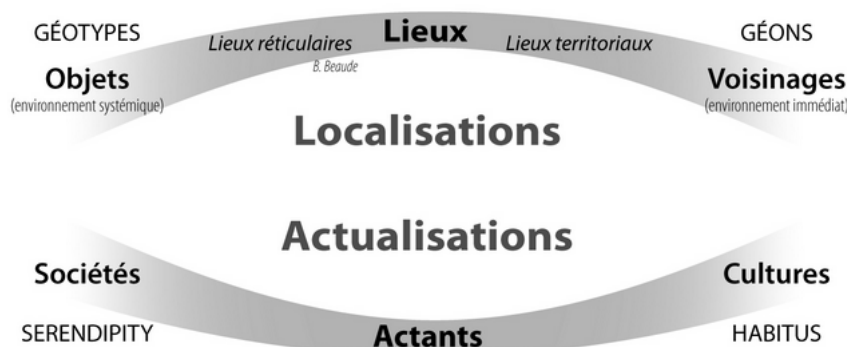 GÉOTYPES
Lieux réticulaires
Lieux
Lieux territoriaux
GÉONS
B. Beaude
Objets
(environnement systémique)
Voisinages
(environnement immédiat)
Localisations
Actualisations
Sociétés
Cultures
SERENDIPITY
Actants
HABITUS